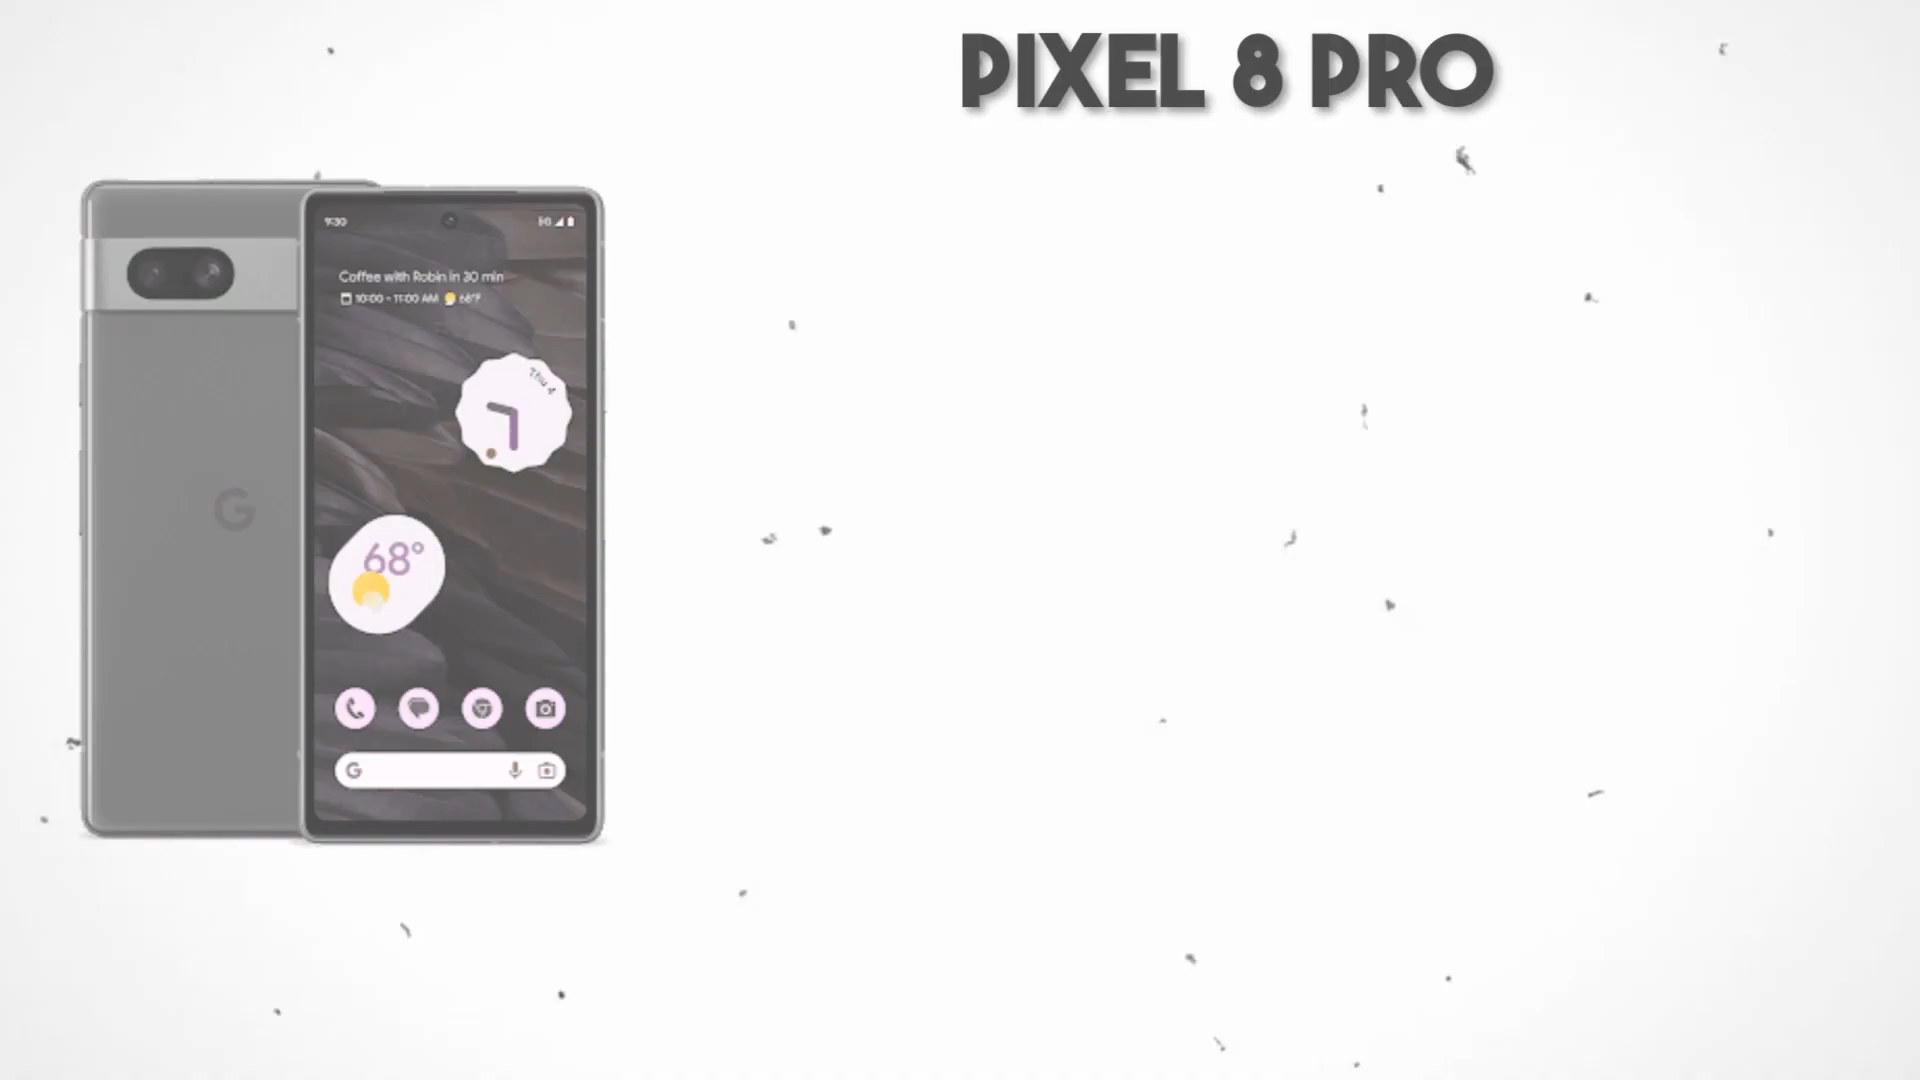 PIXEL 8 PRO
9:30
5G
Coffee with Robin in 30 min
10:00 - 11:00 AM 68°F
Thu 4
68°
G
G